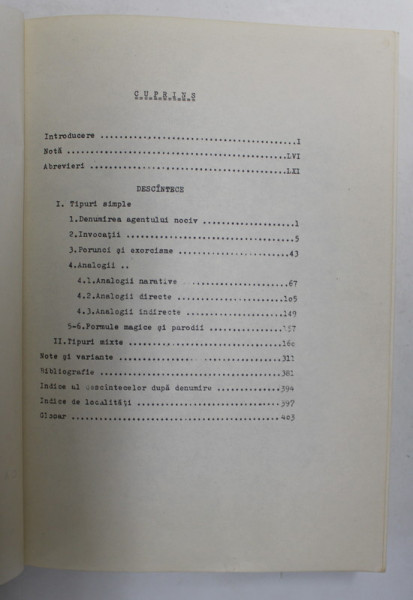 CUPRINS
Introducere ............................................I
Notă .................................................LVI
Abrevieri ............................................LXI
DESCÎNTECE
I. Tipuri simple
1.Denumirea agentului nociv ....................1
2.Invocații ....................................5
3.Porunci și exorcisme ........................43
4.Analogii ..
4.1.Analogii narative ......................67
4.2.Analogii directe ......................105
4.3.Analogii indirecte ....................149
5-6.Formule magice și parodii ................157
II.Tipuri mixte ..................................160
Note și variante .....................................311
Bibliografie .........................................381
Indice al descîntecelor după denumire ................394
Indice de localități .................................397
Glosar ...............................................403